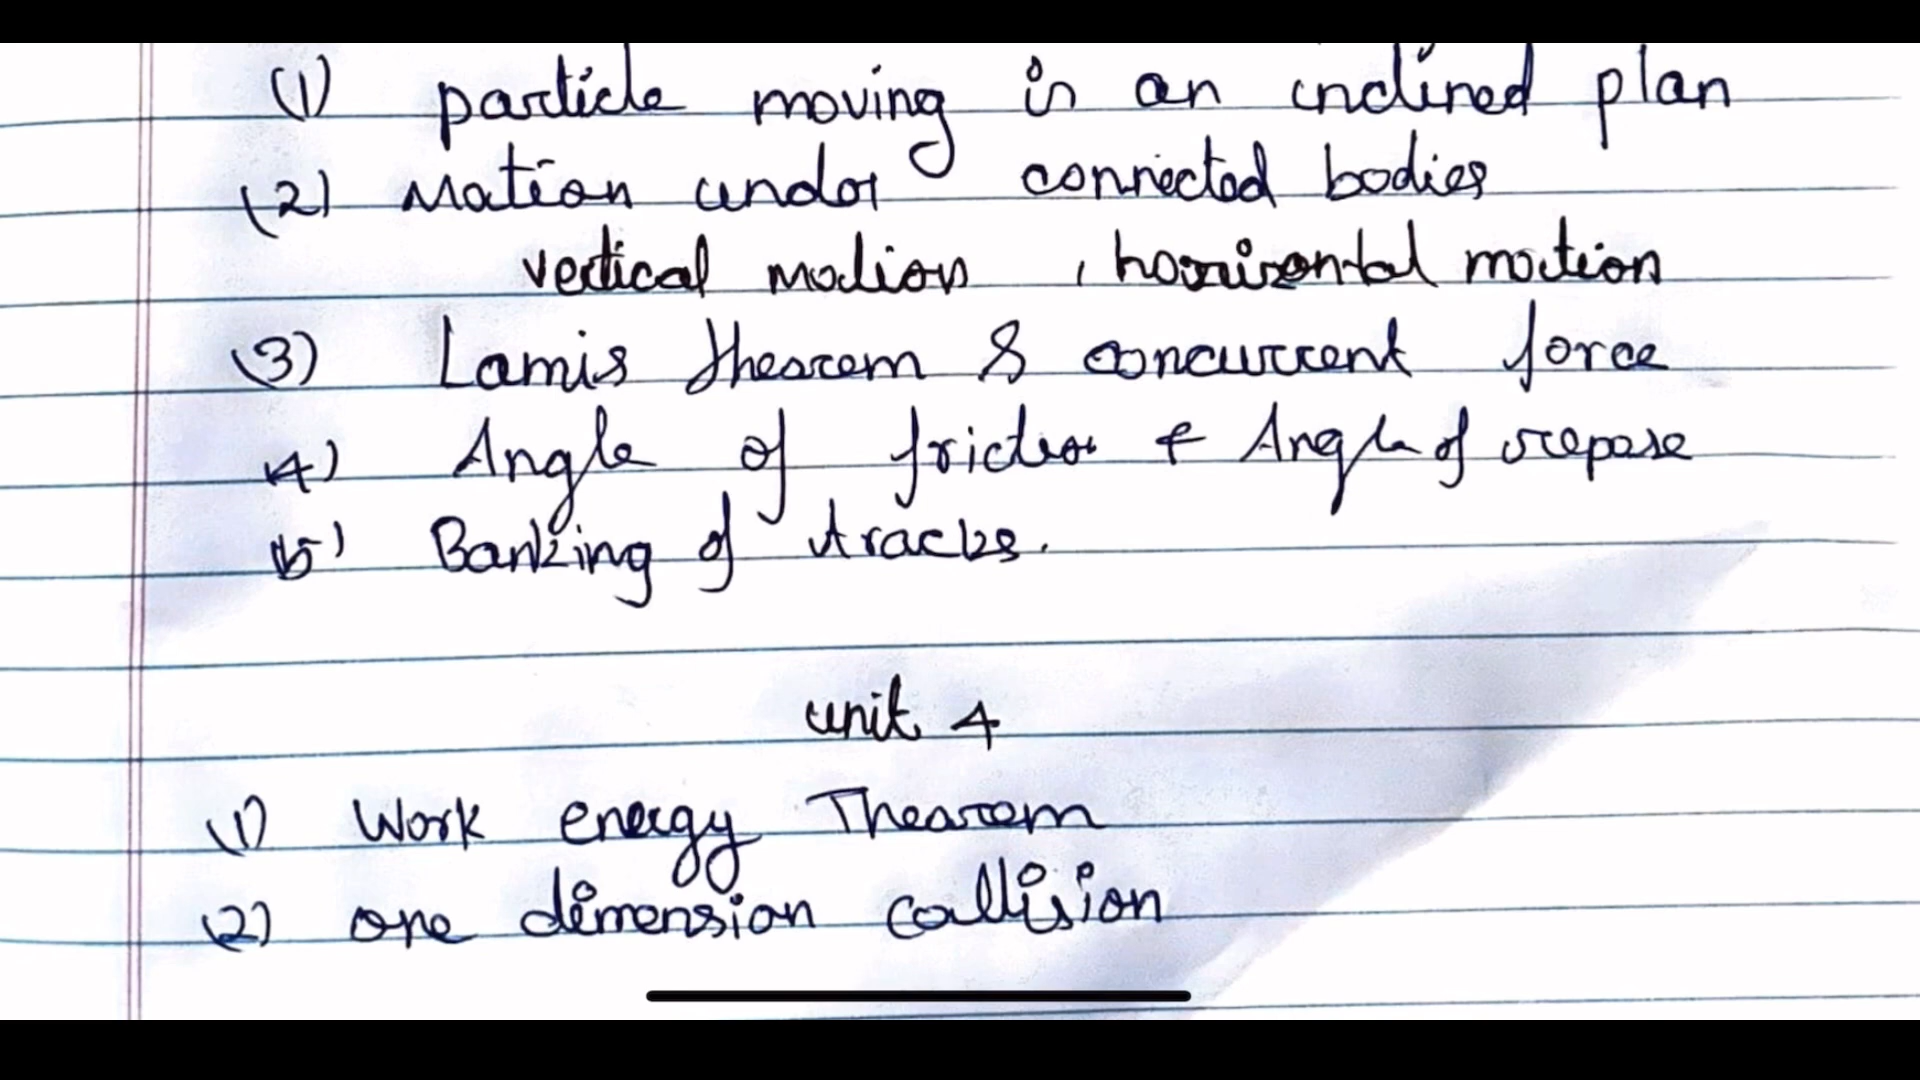 (1) particle moving in an inclined plan
(2) Motion under connected bodies
vertical motion , horizontal motion
(3) Lamis theorem & concurrent force
4) Angle of friction & Angle of repose
5) Banking of tracks.
unit 4
(1) Work energy Theorem
(2) one dimension collision